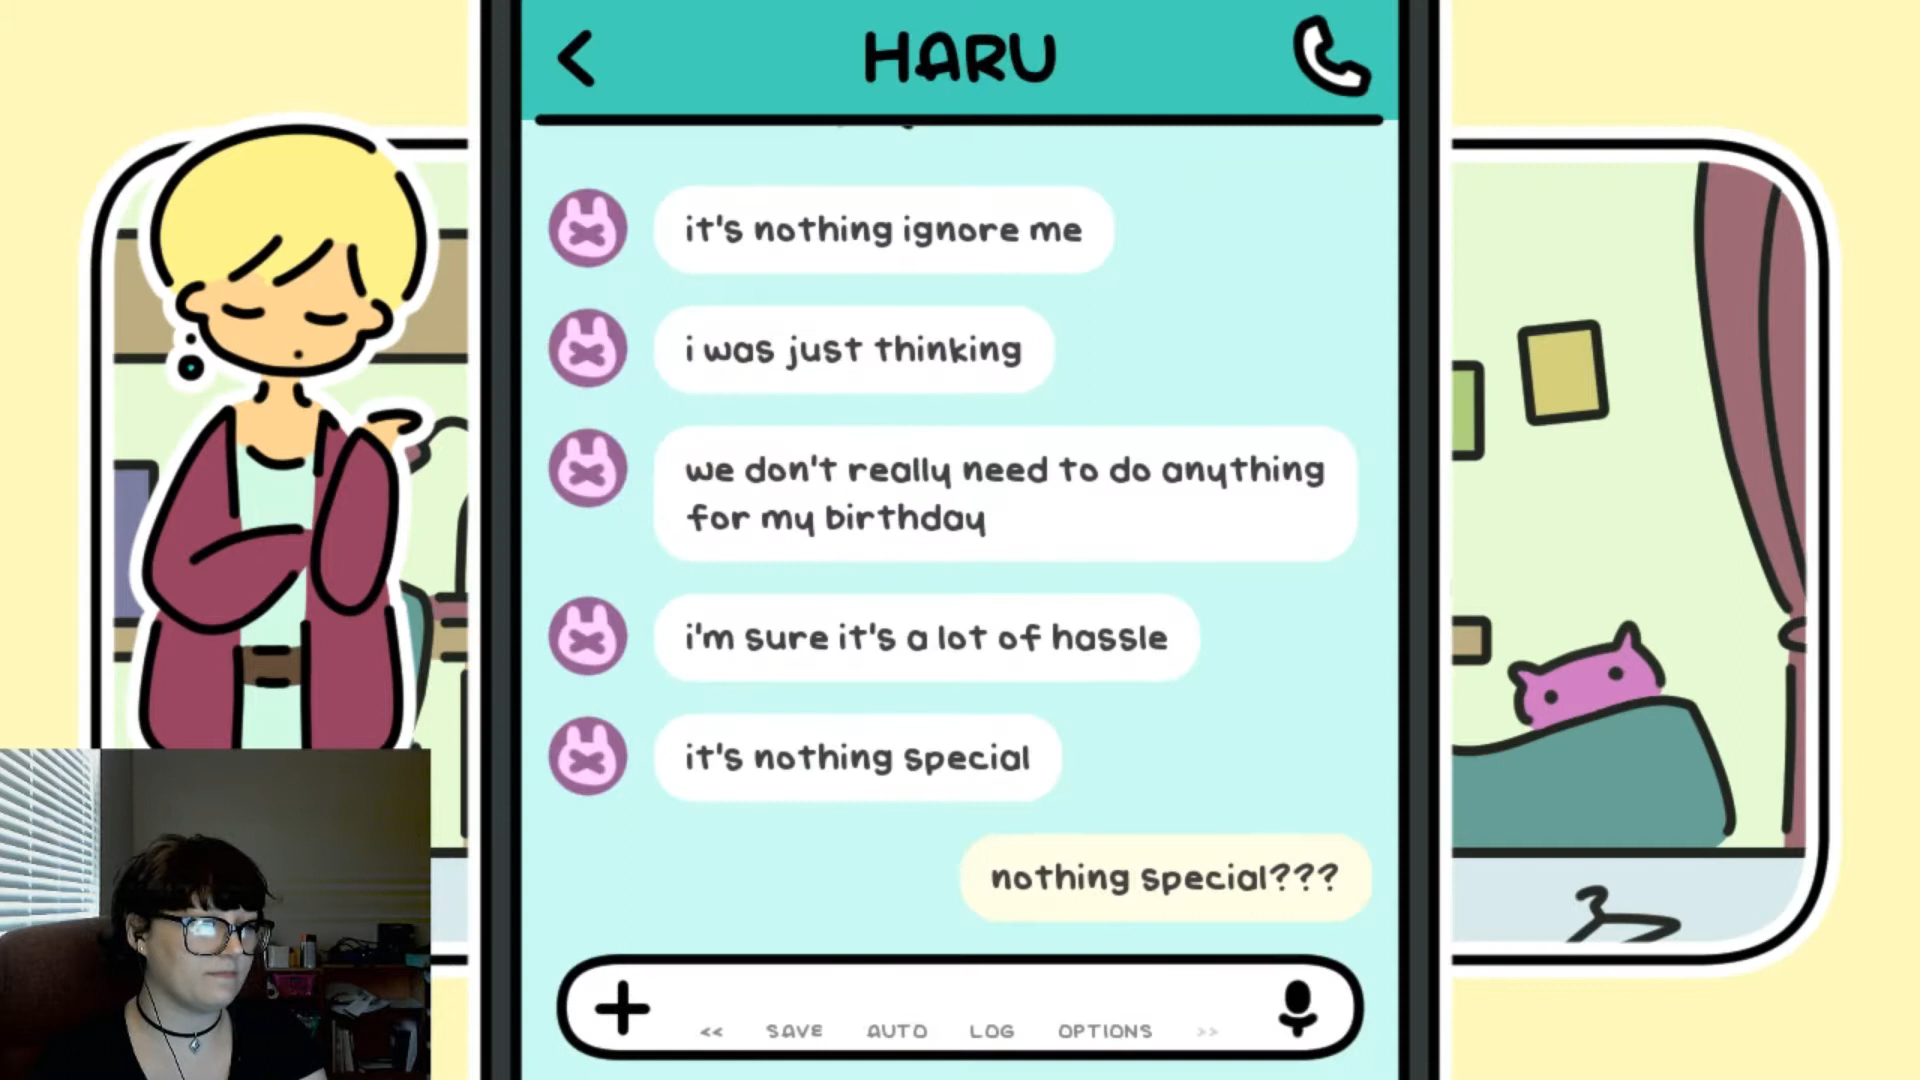 HARU
it's nothing ignore me
i was just thinking
we don't really need to do anything
for my birthday
i'm sure it's a lot of hassle
it's nothing special
nothing special???
<< SAVE AUTO LOG OPTIONS >>